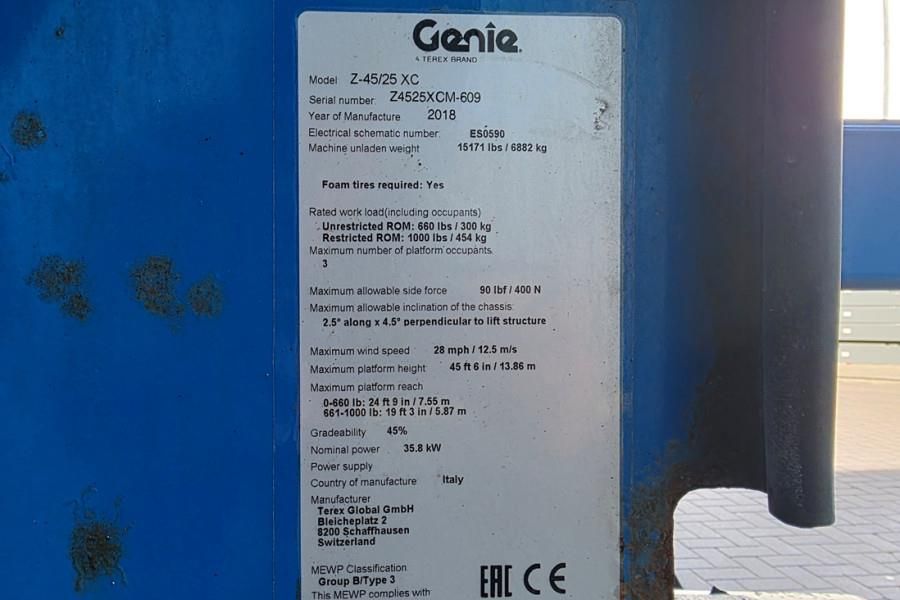 Genie.
A TEREX BRAND
Model Z-45/25 XC
Serial number: Z4525XCM-609
Year of Manufacture 2018
Electrical schematic number: ES0590
Machine unladen weight 15171 lbs / 6882 kg
Foam tires required: Yes
Rated work load(including occupants)
Unrestricted ROM: 660 lbs / 300 kg
Restricted ROM: 1000 lbs / 454 kg
Maximum number of platform occupants
3
Maximum allowable side force 90 lbf / 400 N
Maximum allowable inclination of the chassis:
2.5° along x 4.5° perpendicular to lift structure
Maximum wind speed 28 mph / 12.5 m/s
Maximum platform height 45 ft 6 in / 13.86 m
Maximum platform reach
0-660 lb: 24 ft 9 in / 7.55 m
661-1000 lb: 19 ft 3 in / 5.87 m
Gradeability 45%
Nominal power 35.8 kW
Power supply
Country of manufacture Italy
Manufacturer
Terex Global GmbH
Bleicheplatz 2
8200 Schaffhausen
Switzerland
MEWP Classification
Group B/Type 3
This MEWP complies with
EAC CE